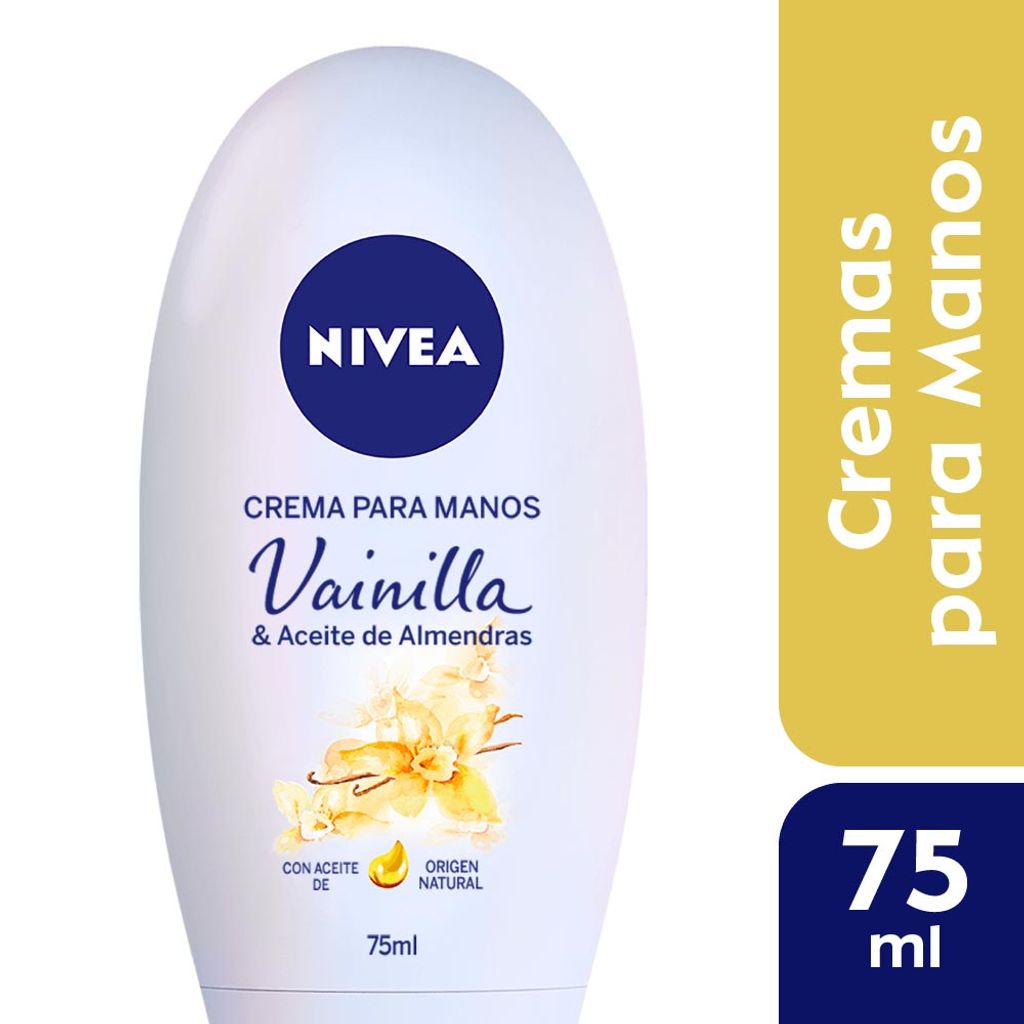 NIVEA
CREMA PARA MANOS
Vainilla
& Aceite de Almendras
CON ACEITE
DE
ORIGEN
NATURAL
75ml
Cremas
para Manos
75
ml